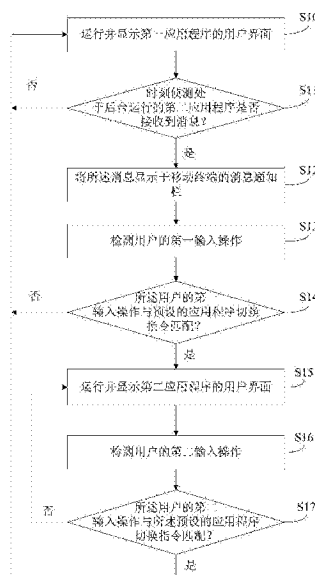 S10
运行并显示第一应用程序的用户界面
S11
时刻侦测处
于后台运行的第二应用程序是否
接收到消息？
否
是
S12
将所述消息显示于移动终端的消息通知
栏
S13
检测用户的第一输入操作
S14
所述用户的第一
输入操作与预设的应用程序切换
指令匹配？
否
是
S15
运行并显示第二应用程序的用户界面
S16
检测用户的第二输入操作
S17
所述用户的第二
输入操作与所述预设的应用程序
切换指令匹配？
否
是